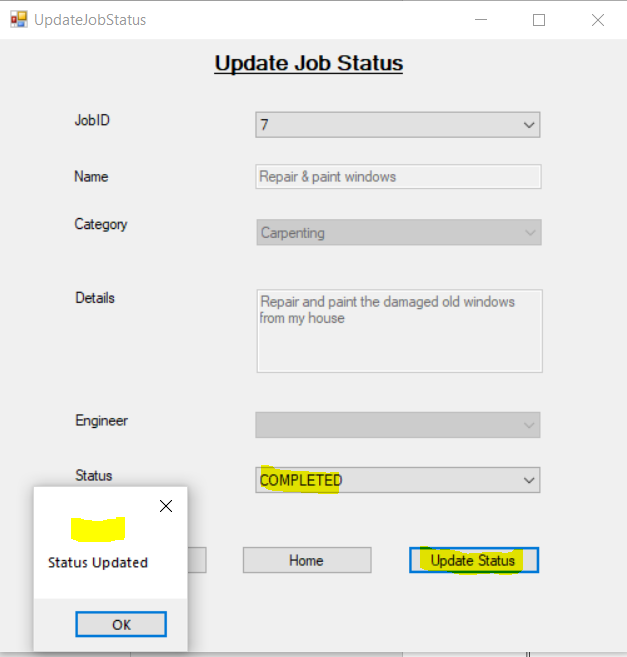 UpdateJobStatus
Update Job Status
JobID
7
Name
Repair & paint windows
Category
Carpenting
Details
Repair and paint the damaged old windows
from my house
Engineer
Status
COMPLETED
Status Updated
OK
Home
Update Status